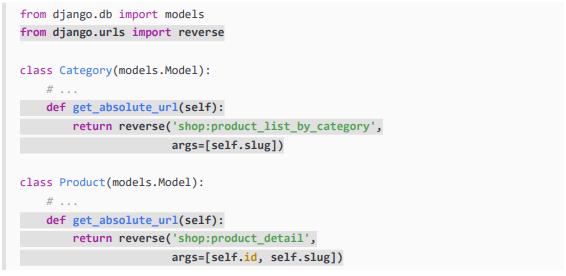 from django.db import models
from django.urls import reverse

class Category(models.Model):
    # ...
    def get_absolute_url(self):
        return reverse('shop:product_list_by_category',
                       args=[self.slug])

class Product(models.Model):
    # ...
    def get_absolute_url(self):
        return reverse('shop:product_detail',
                       args=[self.id, self.slug])